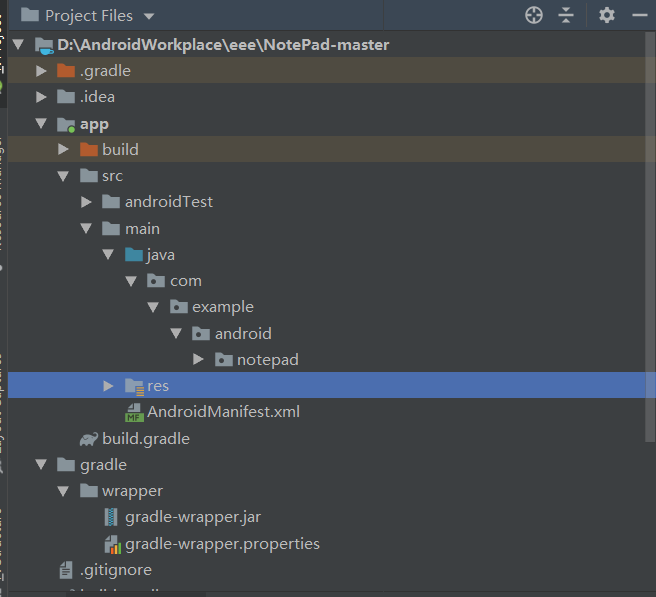 Project Files
D:\AndroidWorkplace\eee\NotePad-master
.gradle
.idea
app
build
src
androidTest
main
java
com
example
android
notepad
res
MF AndroidManifest.xml
build.gradle
gradle
wrapper
gradle-wrapper.jar
gradle-wrapper.properties
.gitignore